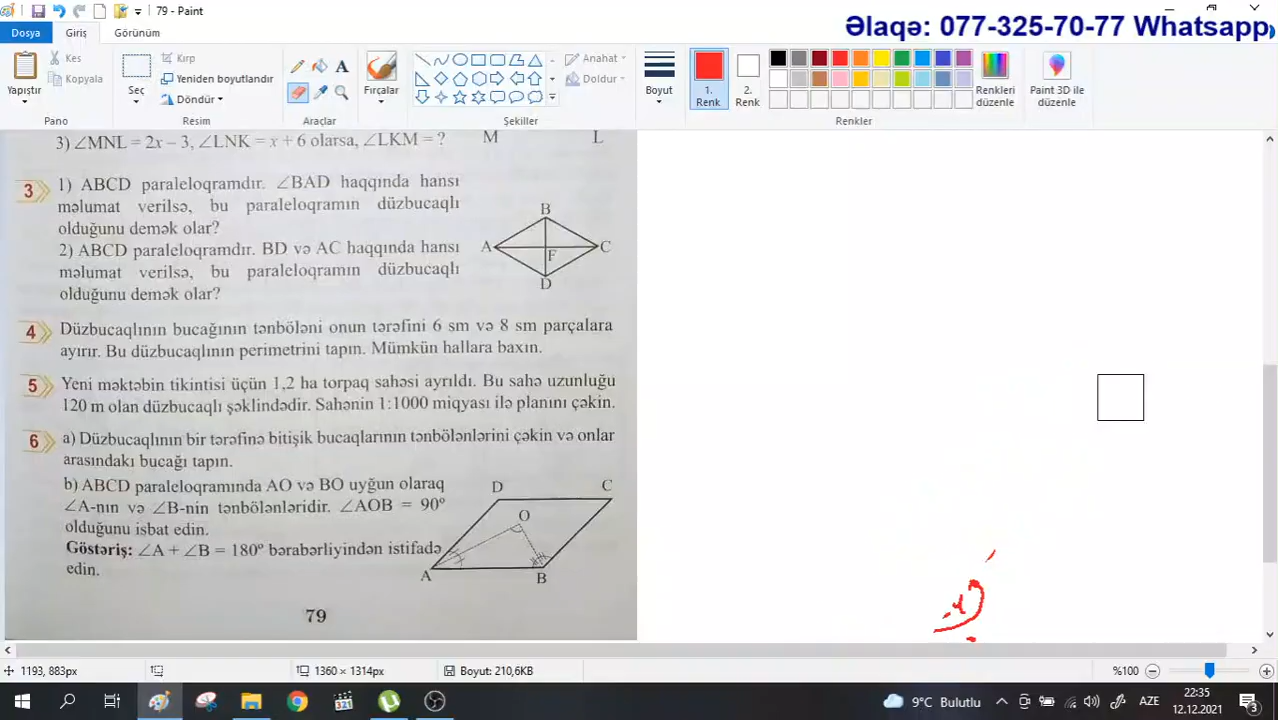 79 - Paint
Əlaqə: 077-325-70-77 Whatsapp
Dosya
Giriş
Görünüm
Yapıştır
Kes
Kopyala
Pano
Seç
Kırp
Yeniden boyutlandır
Döndür
Resim
A
Araçlar
Fırçalar
Anahat
Doldur
Şekiller
Boyut
1.
Renk
2.
Renk
Renkleri
düzenle
Paint 3D ile
düzenle
Renkler
3) ∠MNL = 2x – 3, ∠LNK = x + 6 olarsa, ∠LKM = ?
M
L
3
1) ABCD paraleloqramdır. ∠BAD haqqında hansı
məlumat verilsə, bu paraleloqramın düzbucaqlı
olduğunu demək olar?
2) ABCD paraleloqramdır. BD və AC haqqında hansı
məlumat verilsə, bu paraleloqramın düzbucaqlı
olduğunu demək olar?
B
A
C
F
D
4
Düzbucaqlının bucağının tənböləni onun tərəfini 6 sm və 8 sm parçalara
ayırır. Bu düzbucaqlının perimetrini tapın. Mümkün hallara baxın.
5
Yeni məktəbin tikintisi üçün 1,2 ha torpaq sahəsi ayrıldı. Bu sahə uzunluğu
120 m olan düzbucaqlı şəklindədir. Sahənin 1:1000 miqyası ilə planını çəkin.
6
a) Düzbucaqlının bir tərəfinə bitişik bucaqlarının tənbölənlərini çəkin və onlar
arasındakı bucağı tapın.
b) ABCD paraleloqramında AO və BO uyğun olaraq
∠A-nın və ∠B-nin tənbölənləridir. ∠AOB = 90º
olduğunu isbat edin.
Göstəriş: ∠A + ∠B = 180º bərabərliyindən istifadə
edin.
D
C
O
A
B
79
1193, 883px
1360 × 1314px
Boyut: 210,6KB
%100
321
9°C Bulutlu
AZE
22:35
12.12.2021
3